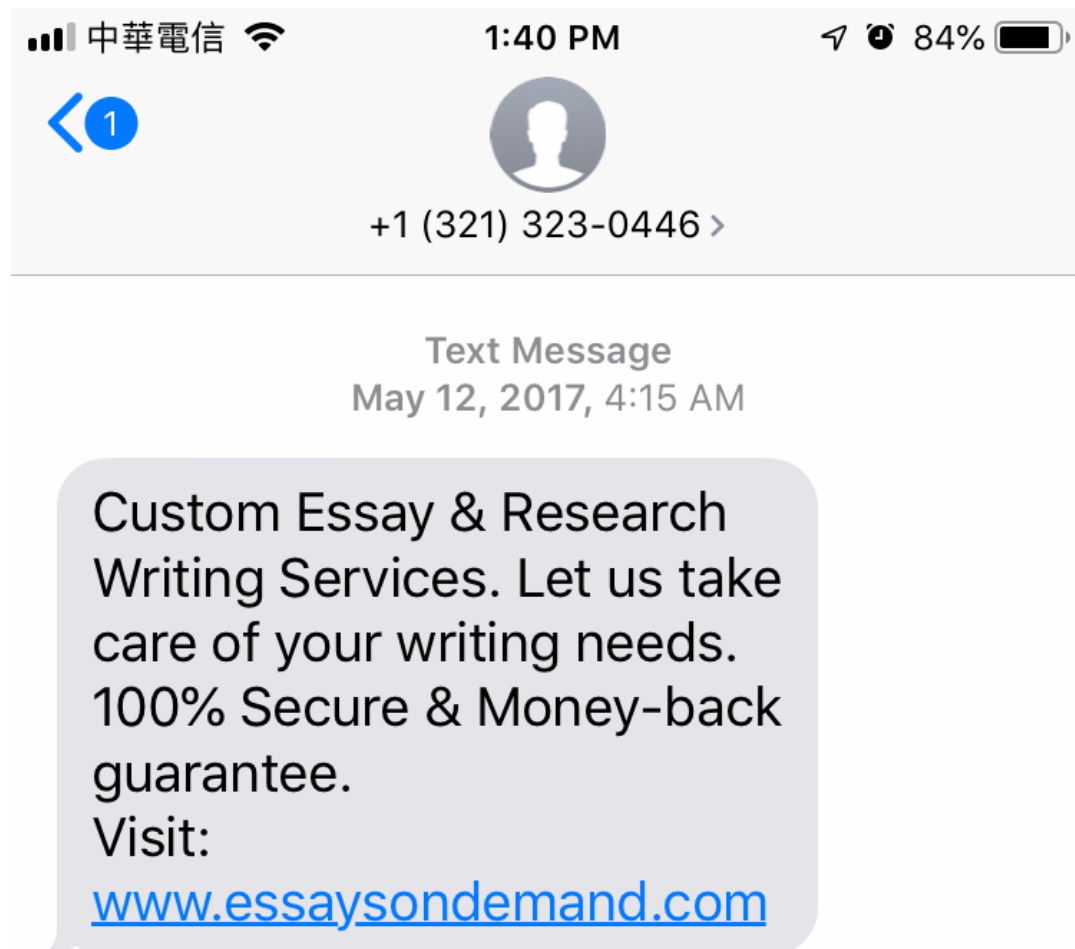 中華電信 1:40 PM 84%
1
+1 (321) 323-0446
Text Message
May 12, 2017, 4:15 AM
Custom Essay & Research
Writing Services. Let us take
care of your writing needs.
100% Secure & Money-back
guarantee.
Visit:
www.essaysondemand.com